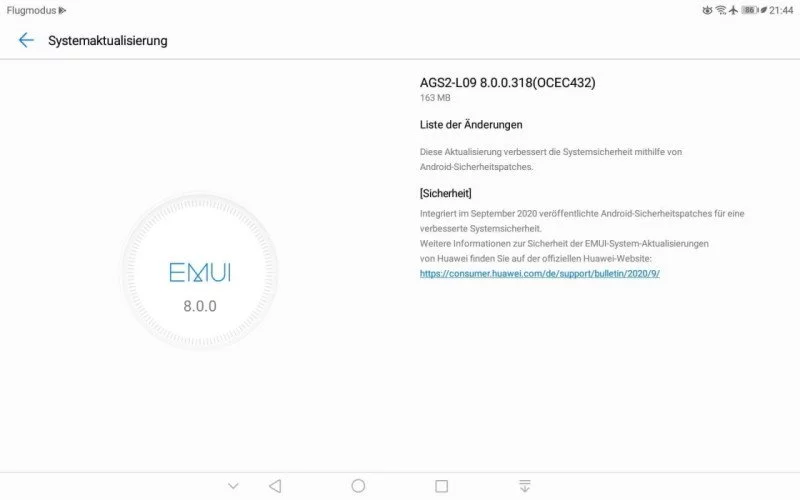 Flugmodus
86 21:44
Systemaktualisierung
AGS2-L09 8.0.0.318(OCEC432)
163 MB
Liste der Änderungen
Diese Aktualisierung verbessert die Systemsicherheit mithilfe von
Android-Sicherheitspatches.
[Sicherheit]
Integriert im September 2020 veröffentlichte Android-Sicherheitspatches für eine
verbesserte Systemsicherheit.
Weitere Informationen zur Sicherheit der EMUI-System-Aktualisierungen
von Huawei finden Sie auf der offiziellen Huawei-Website:
https://consumer.huawei.com/de/support/bulletin/2020/9/
EMUI
8.0.0